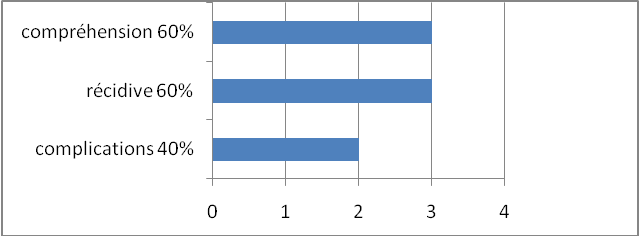 compréhension 60%
récidive 60%
complications 40%
0 1 2 3 4